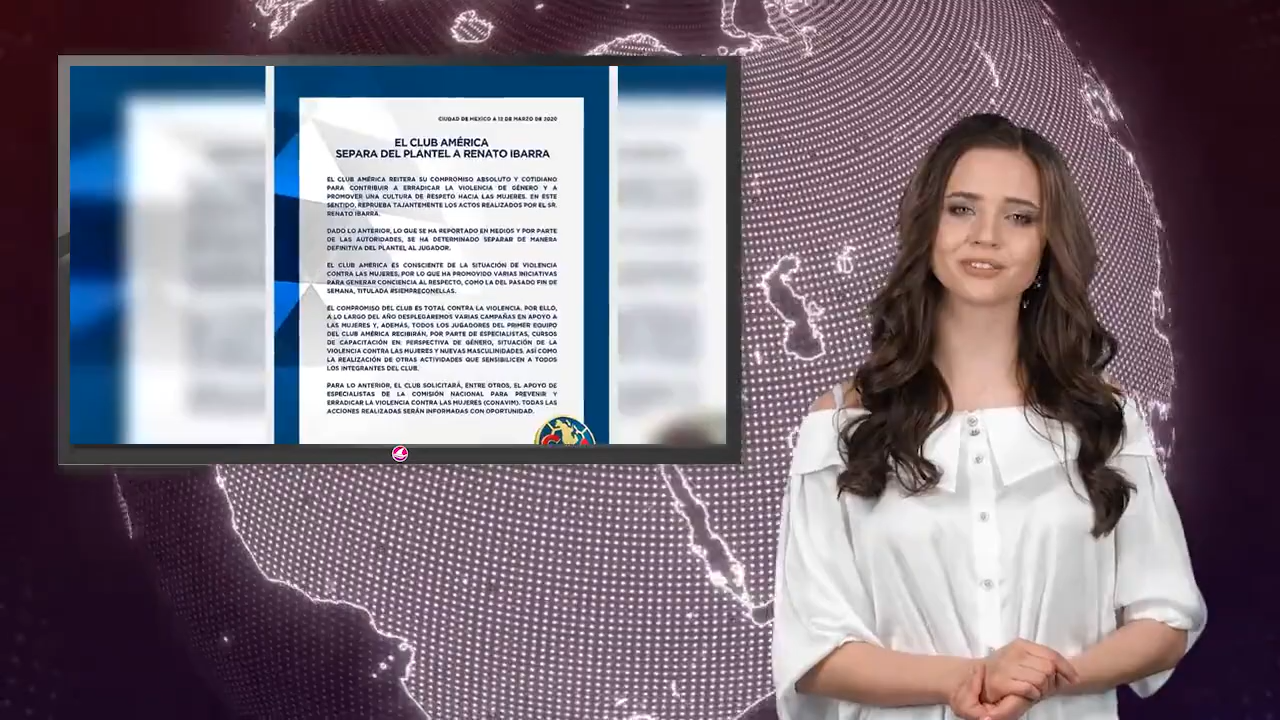 CIUDAD DE MÉXICO A 13 DE MARZO DE 2020
EL CLUB AMÉRICA
SEPARA DEL PLANTEL A RENATO IBARRA
EL CLUB AMÉRICA REITERA SU COMPROMISO ABSOLUTO Y COTIDIANO
PARA CONTRIBUIR A ERRADICAR LA VIOLENCIA DE GÉNERO Y A
PROMOVER UNA CULTURA DE RESPETO HACIA LAS MUJERES. EN ESTE
SENTIDO, REPRUEBA TAJANTEMENTE LOS ACTOS REALIZADOS POR EL SR.
RENATO IBARRA.
DADO LO ANTERIOR, LO QUE SE HA REPORTADO EN MEDIOS Y POR PARTE
DE LAS AUTORIDADES, SE HA DETERMINADO SEPARAR DE MANERA
DEFINITIVA DEL PLANTEL AL JUGADOR.
EL CLUB AMÉRICA ES CONSCIENTE DE LA SITUACIÓN DE VIOLENCIA
CONTRA LAS MUJERES, POR LO QUE HA PROMOVIDO VARIAS INICIATIVAS
PARA GENERAR CONCIENCIA AL RESPECTO, COMO LA DEL PASADO FIN DE
SEMANA, TITULADA #SIEMPRECONELLAS.
EL COMPROMISO DEL CLUB ES TOTAL CONTRA LA VIOLENCIA. POR ELLO,
A LO LARGO DEL AÑO DESPLEGAREMOS VARIAS CAMPAÑAS EN APOYO A
LAS MUJERES Y, ADEMÁS, TODOS LOS JUGADORES DEL PRIMER EQUIPO
DEL CLUB AMÉRICA RECIBIRÁN, POR PARTE DE ESPECIALISTAS, CURSOS
DE CAPACITACIÓN EN: PERSPECTIVA DE GÉNERO, SITUACIÓN DE LA
VIOLENCIA CONTRA LAS MUJERES Y NUEVAS MASCULINIDADES. ASÍ COMO
LA REALIZACIÓN DE OTRAS ACTIVIDADES QUE SENSIBILICEN A TODOS
LOS INTEGRANTES DEL CLUB.
PARA LO ANTERIOR, EL CLUB SOLICITARÁ, ENTRE OTROS, EL APOYO DE
ESPECIALISTAS DE LA COMISIÓN NACIONAL PARA PREVENIR Y
ERRADICAR LA VIOLENCIA CONTRA LAS MUJERES (CONAVIM). TODAS LAS
ACCIONES REALIZADAS SERÁN INFORMADAS CON OPORTUNIDAD.